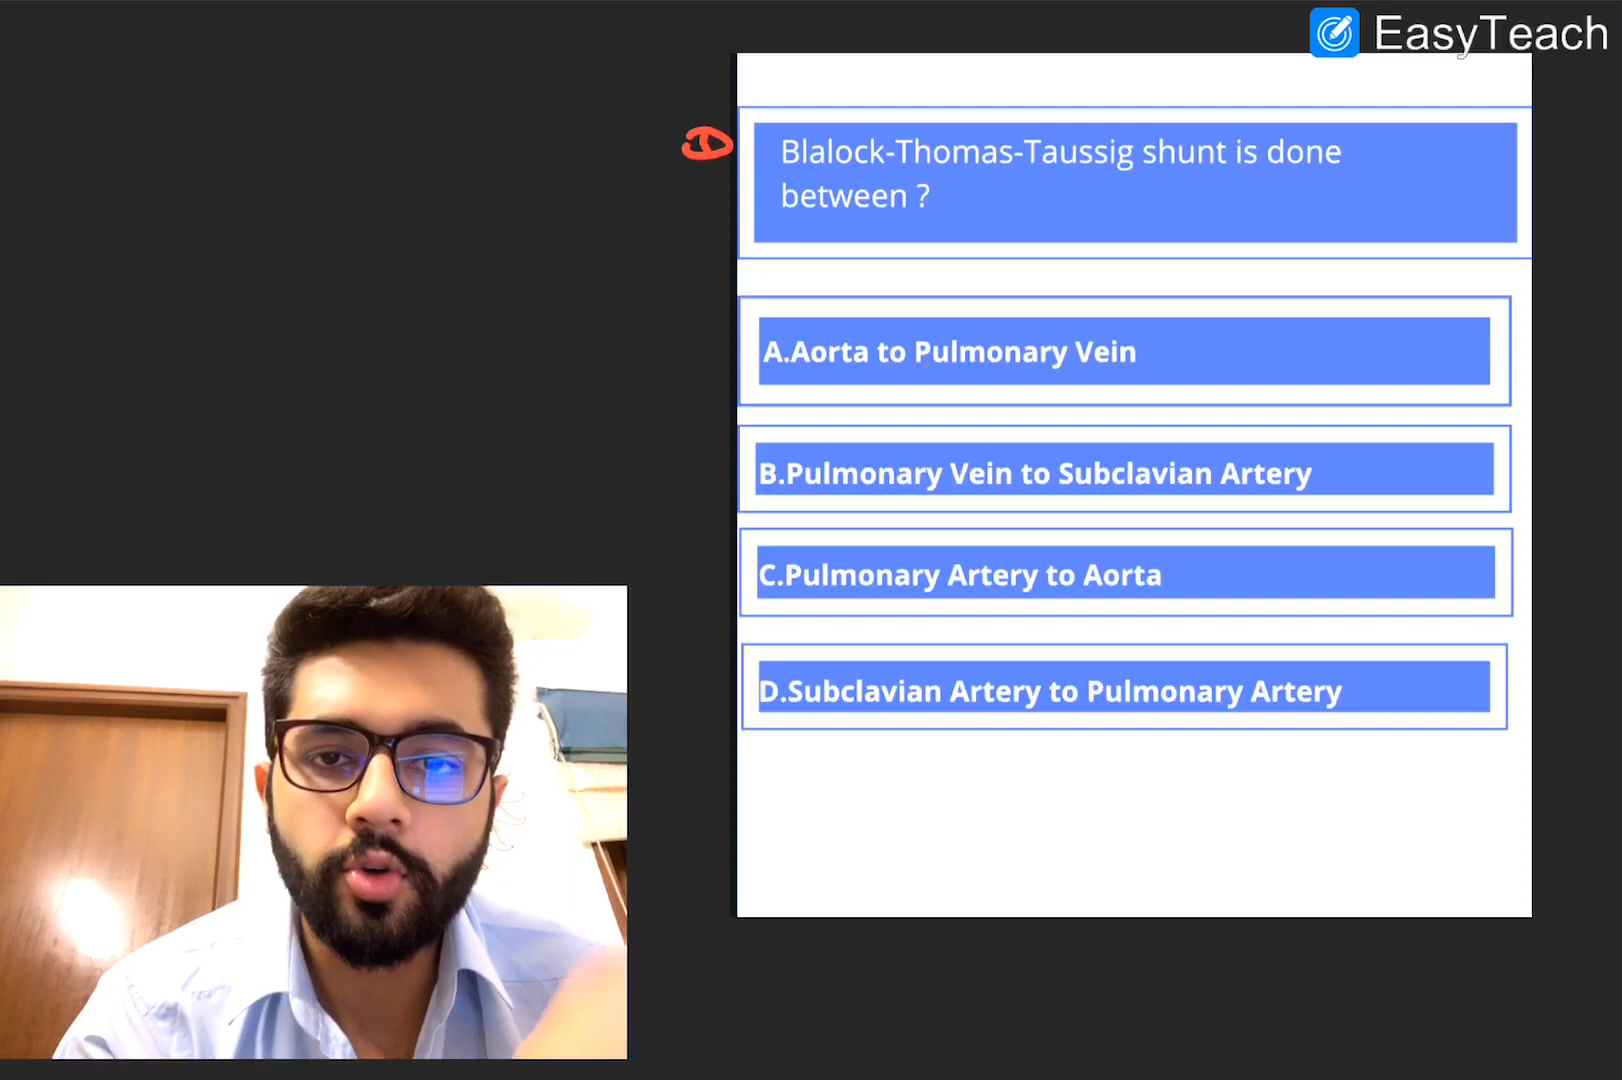 EasyTeach
Blalock-Thomas-Taussig shunt is done
between ?
A.Aorta to Pulmonary Vein
B.Pulmonary Vein to Subclavian Artery
C.Pulmonary Artery to Aorta
D.Subclavian Artery to Pulmonary Artery